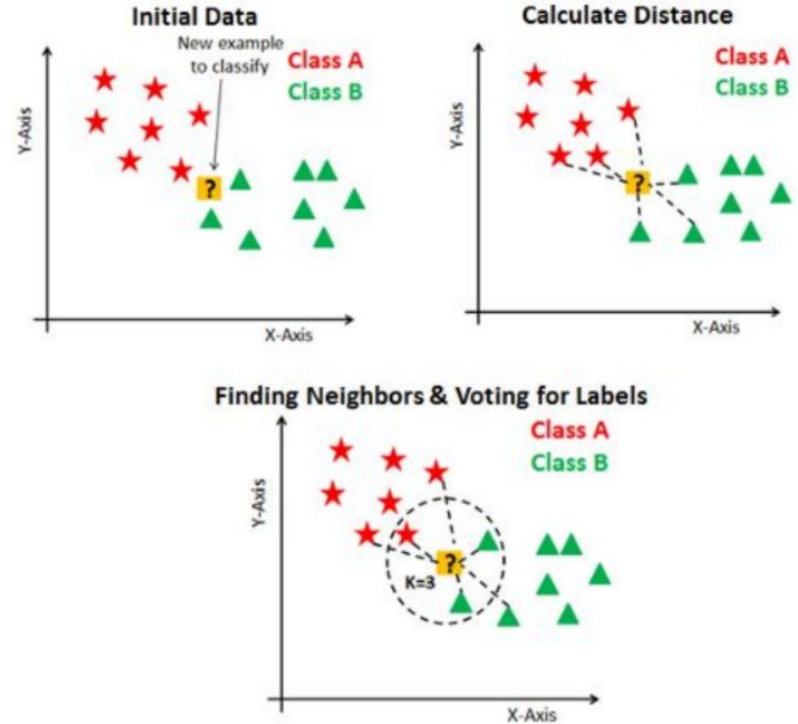 Initial Data
New example
to classify
Class A
Class B
?
Y-Axis
X-Axis
Calculate Distance
Class A
Class B
?
Y-Axis
X-Axis
Finding Neighbors & Voting for Labels
Class A
Class B
?
K=3
Y-Axis
X-Axis